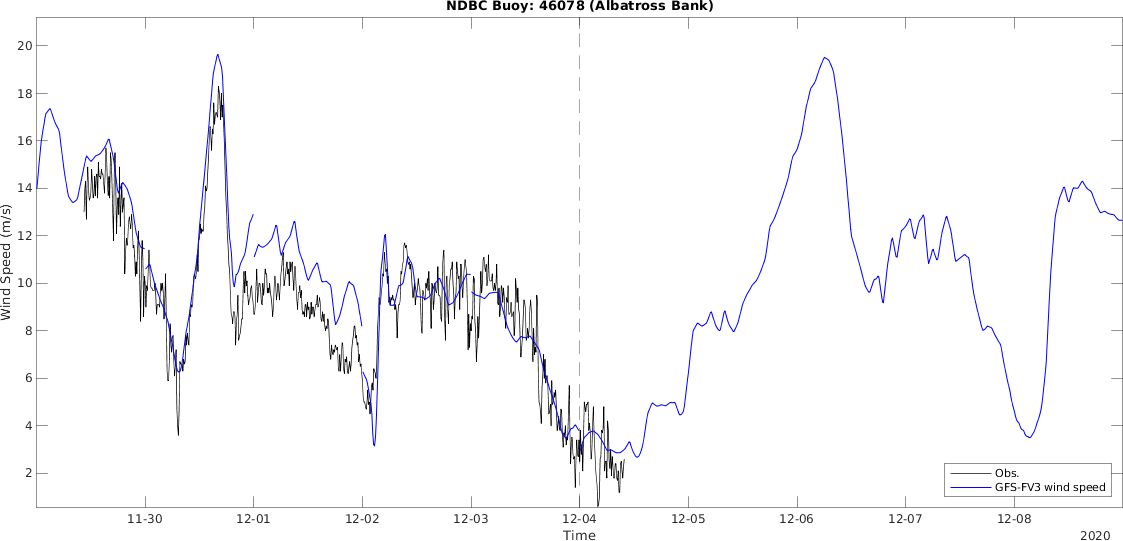 NDBC Buoy: 46078 (Albatross Bank)
20
18
16
14
12
10
8
6
4
2
Wind Speed (m/s)
Obs.
GFS-FV3 wind speed
11-30 12-01 12-02 12-03 12-04 12-05 12-06 12-07 12-08
Time
2020